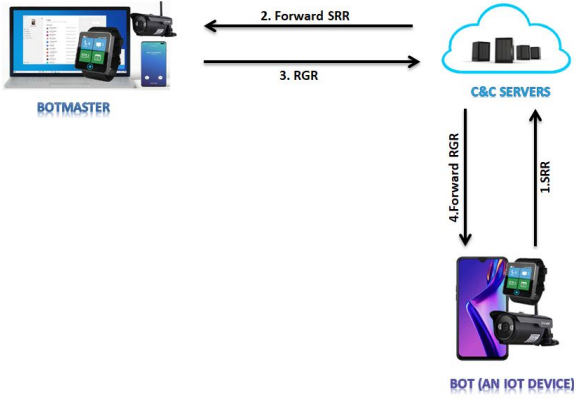 2. Forward SRR
3. RGR
BOTMASTER
C&C SERVERS
4.Forward RGR
1.SRR
BOT (AN IOT DEVICE)